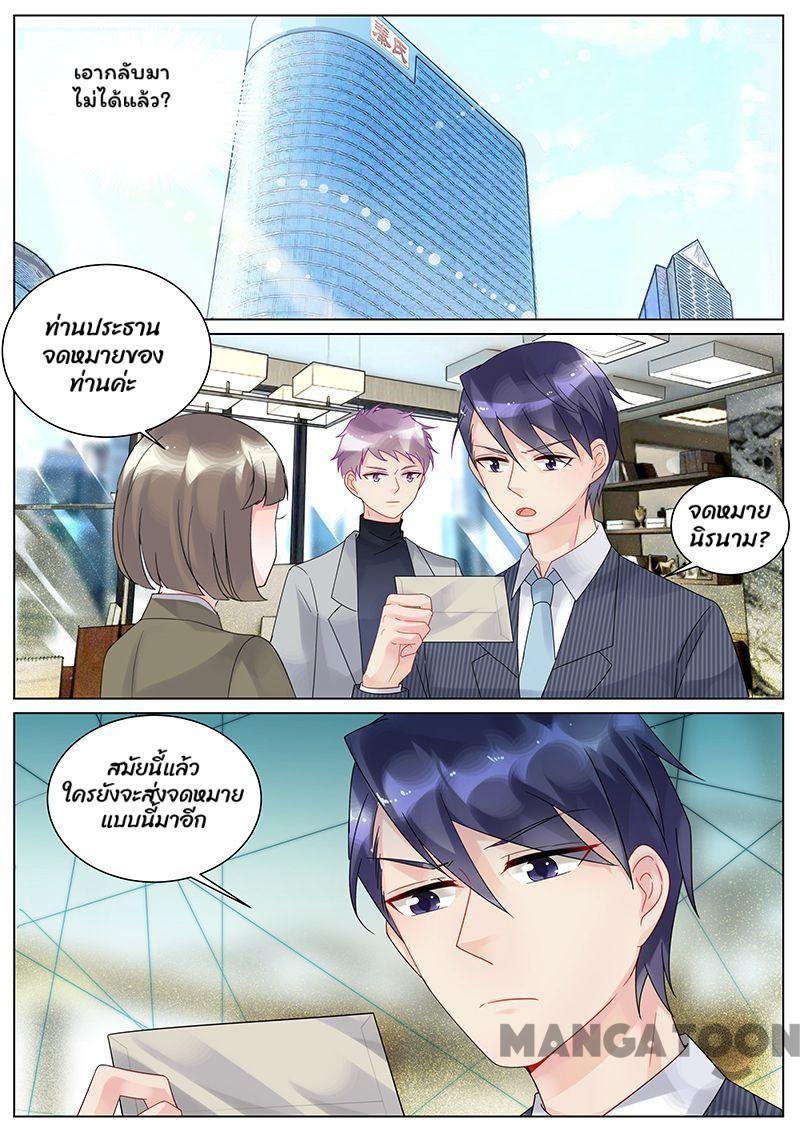 秦氏
เอากลับมา
ไม่ได้แล้ว?
ท่านประธาน
จดหมายของ
ท่านค่ะ
จดหมาย
นิรนาม?
สมัยนี้แล้ว
ใครยังจะส่งจดหมาย
แบบนี้มาอีก
MANGATOON